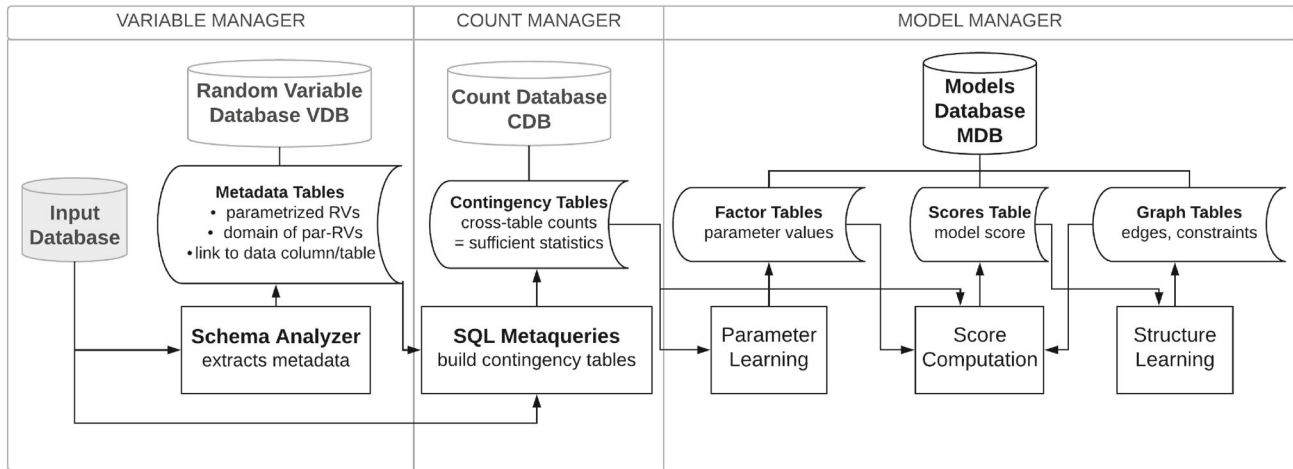 VARIABLE MANAGER
COUNT MANAGER
MODEL MANAGER
Random Variable
Database VDB
Count Database
CDB
Models
Database
MDB
Input
Database
Metadata Tables
• parametrized RVs
• domain of par-RVs
• link to data column/table
Contingency Tables
cross-table counts
= sufficient statistics
Factor Tables
parameter values
Scores Table
model score
Graph Tables
edges, constraints
Schema Analyzer
extracts metadata
SQL Metaqueries
build contingency tables
Parameter
Learning
Score
Computation
Structure
Learning